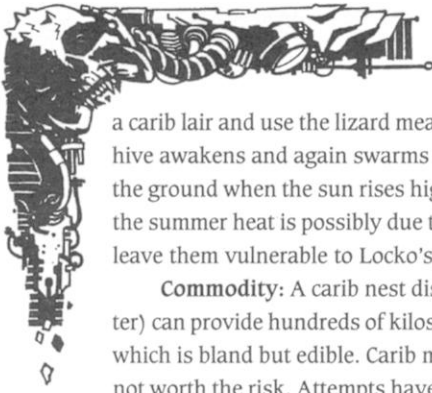 a carib lair and use the lizard mea
hive awakens and again swarms
the ground when the sun rises hig
the summer heat is possibly due t
leave them vulnerable to Locko's
Commodity: A carib nest dis
ter) can provide hundreds of kilos
which is bland but edible. Carib m
not worth the risk. Attempts have